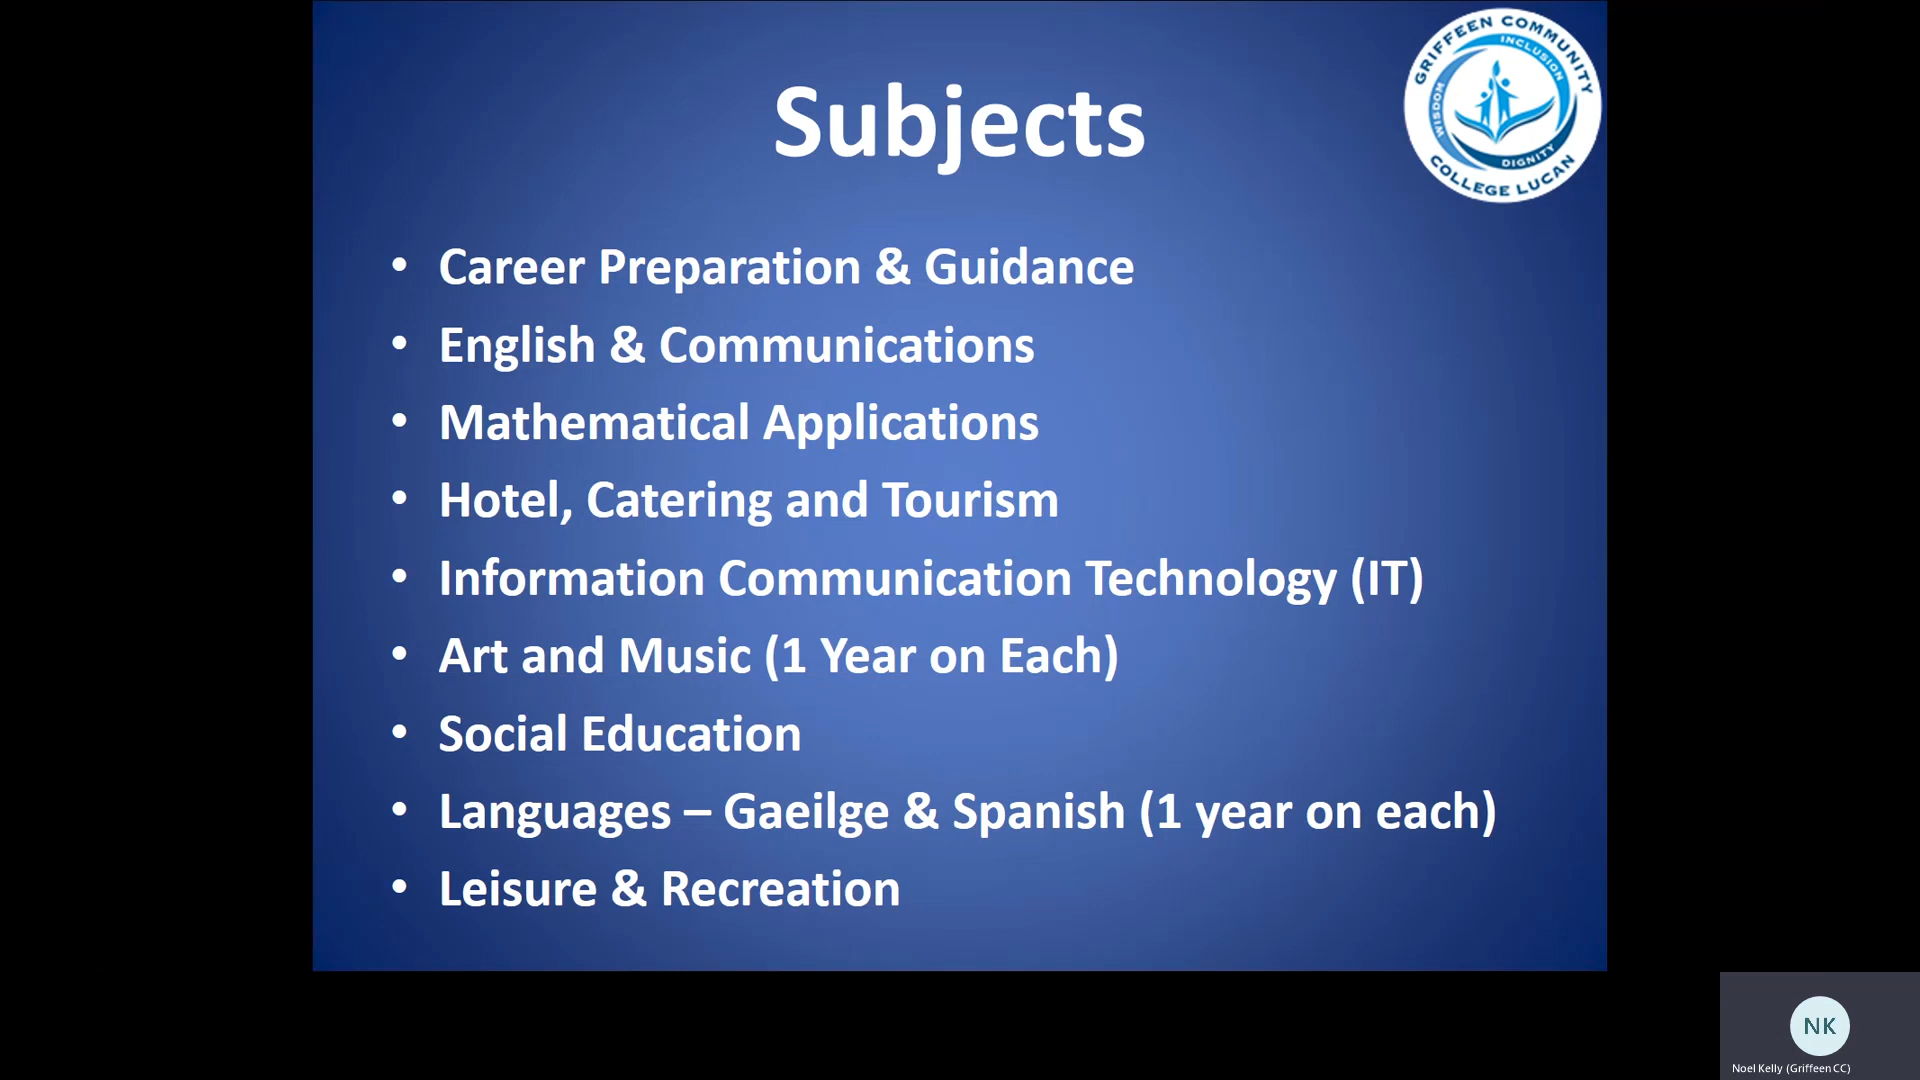 Subjects
GRIFFEEN COMMUNITY
INCLUSION
WISDOM
DIGNITY
COLLEGE LUCAN
• Career Preparation & Guidance
• English & Communications
• Mathematical Applications
• Hotel, Catering and Tourism
• Information Communication Technology (IT)
• Art and Music (1 Year on Each)
• Social Education
• Languages – Gaeilge & Spanish (1 year on each)
• Leisure & Recreation
NK
Noel Kelly (Griffeen CC)